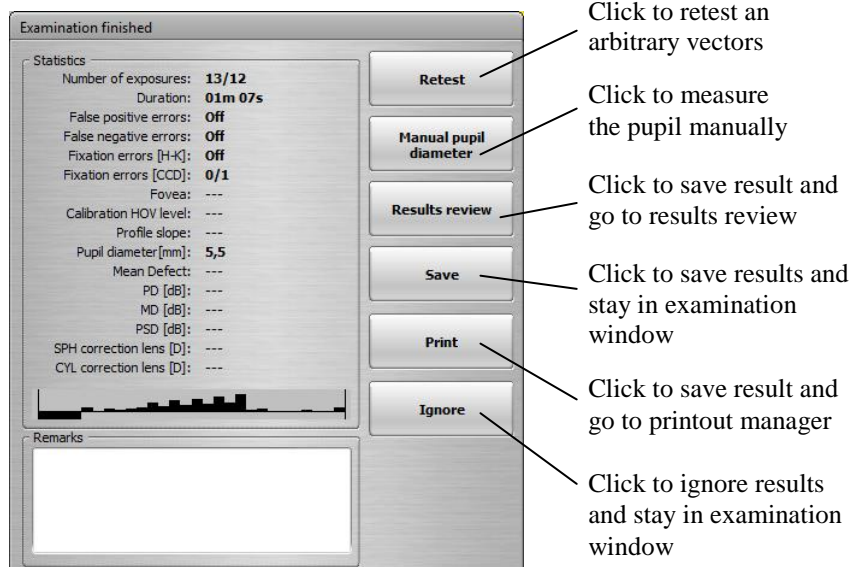 Examination finished
Statistics
Number of exposures: 13/12
Duration: 01m 07s
False positive errors: Off
False negative errors: Off
Fixation errors [H-K]: Off
Fixation errors [CCD]: 0/1
Fovea: ---
Calibration HOV level: ---
Profile slope: ---
Pupil diameter[mm]: 5,5
Mean Defect: ---
PD [dB]: ---
MD [dB]: ---
PSD [dB]: ---
SPH correction lens [D]: ---
CYL correction lens [D]: ---
Remarks
Retest
Manual pupil
diameter
Results review
Save
Print
Ignore
Click to retest an
arbitrary vectors
Click to measure
the pupil manually
Click to save result and
go to results review
Click to save results and
stay in examination
window
Click to save result and
go to printout manager
Click to ignore results
and stay in examination
window